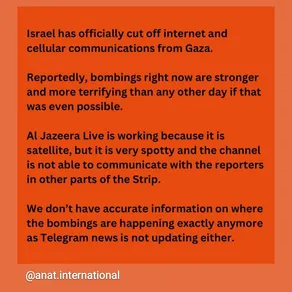 Israel has officially cut off internet and
cellular communications from Gaza.
Reportedly, bombings right now are stronger
and more terrifying than any other day if that
was even possible.
Al Jazeera Live is working because it is
satellite, but it is very spotty and the channel
is not able to communicate with the reporters
in other parts of the Strip.
We don't have accurate information on where
the bombings are happening exactly anymore
as Telegram news is not updating either.
@anat.international